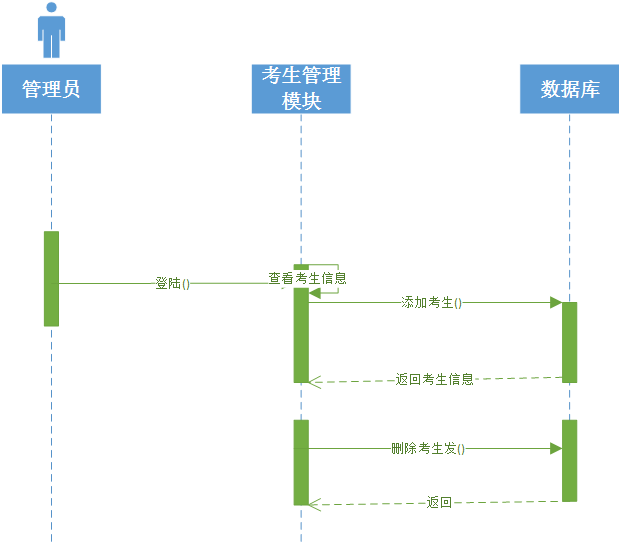 管理员
考生管理
模块
数据库
查看考生信息
登陆()
添加考生()
返回考生信息
删除考生发()
返回